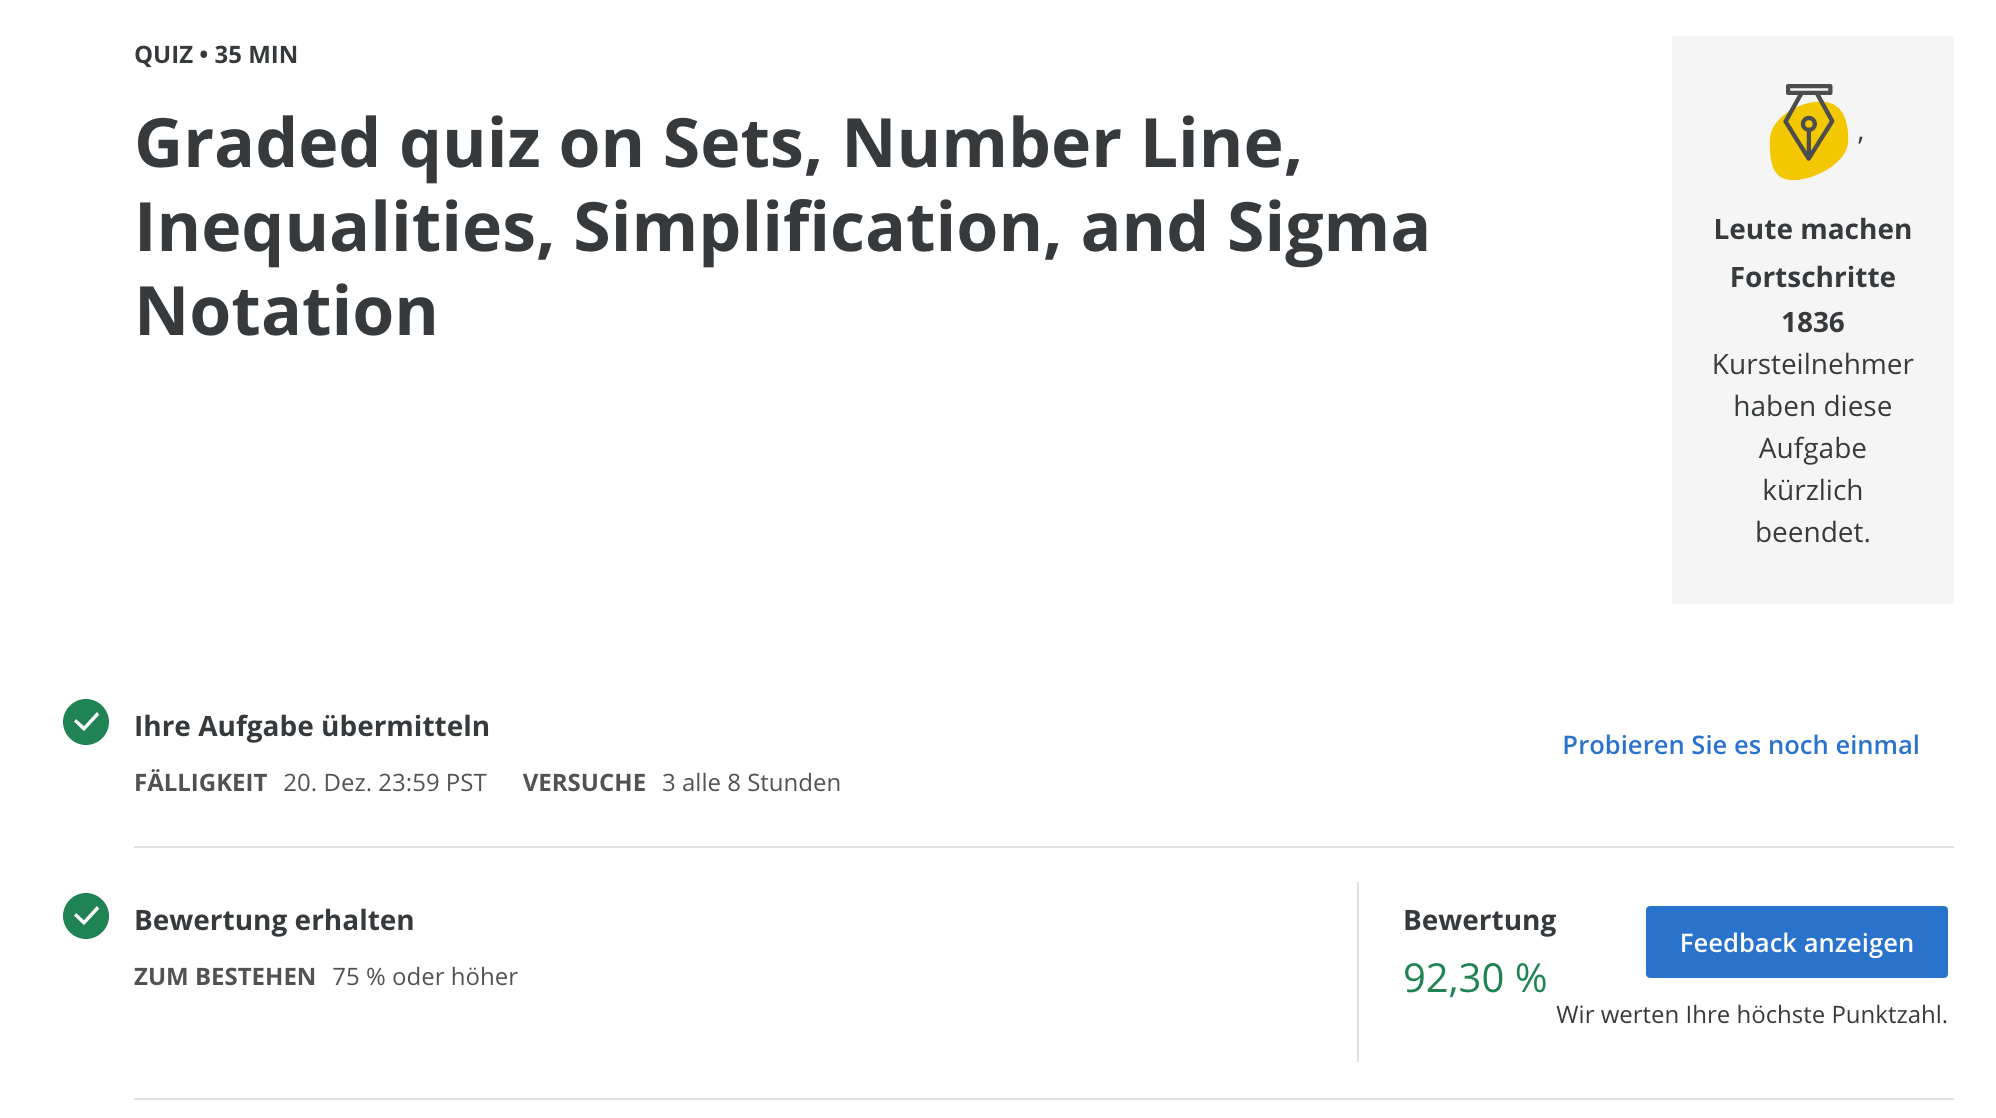 QUIZ • 35 MIN
Graded quiz on Sets, Number Line,
Inequalities, Simplification, and Sigma
Notation
,
Leute machen
Fortschritte
1836
Kursteilnehmer
haben diese
Aufgabe
kürzlich
beendet.
Ihre Aufgabe übermitteln
FÄLLIGKEIT 20. Dez. 23:59 PST VERSUCHE 3 alle 8 Stunden
Probieren Sie es noch einmal
Bewertung erhalten
ZUM BESTEHEN 75 % oder höher
Bewertung
92,30 %
Feedback anzeigen
Wir werten Ihre höchste Punktzahl.